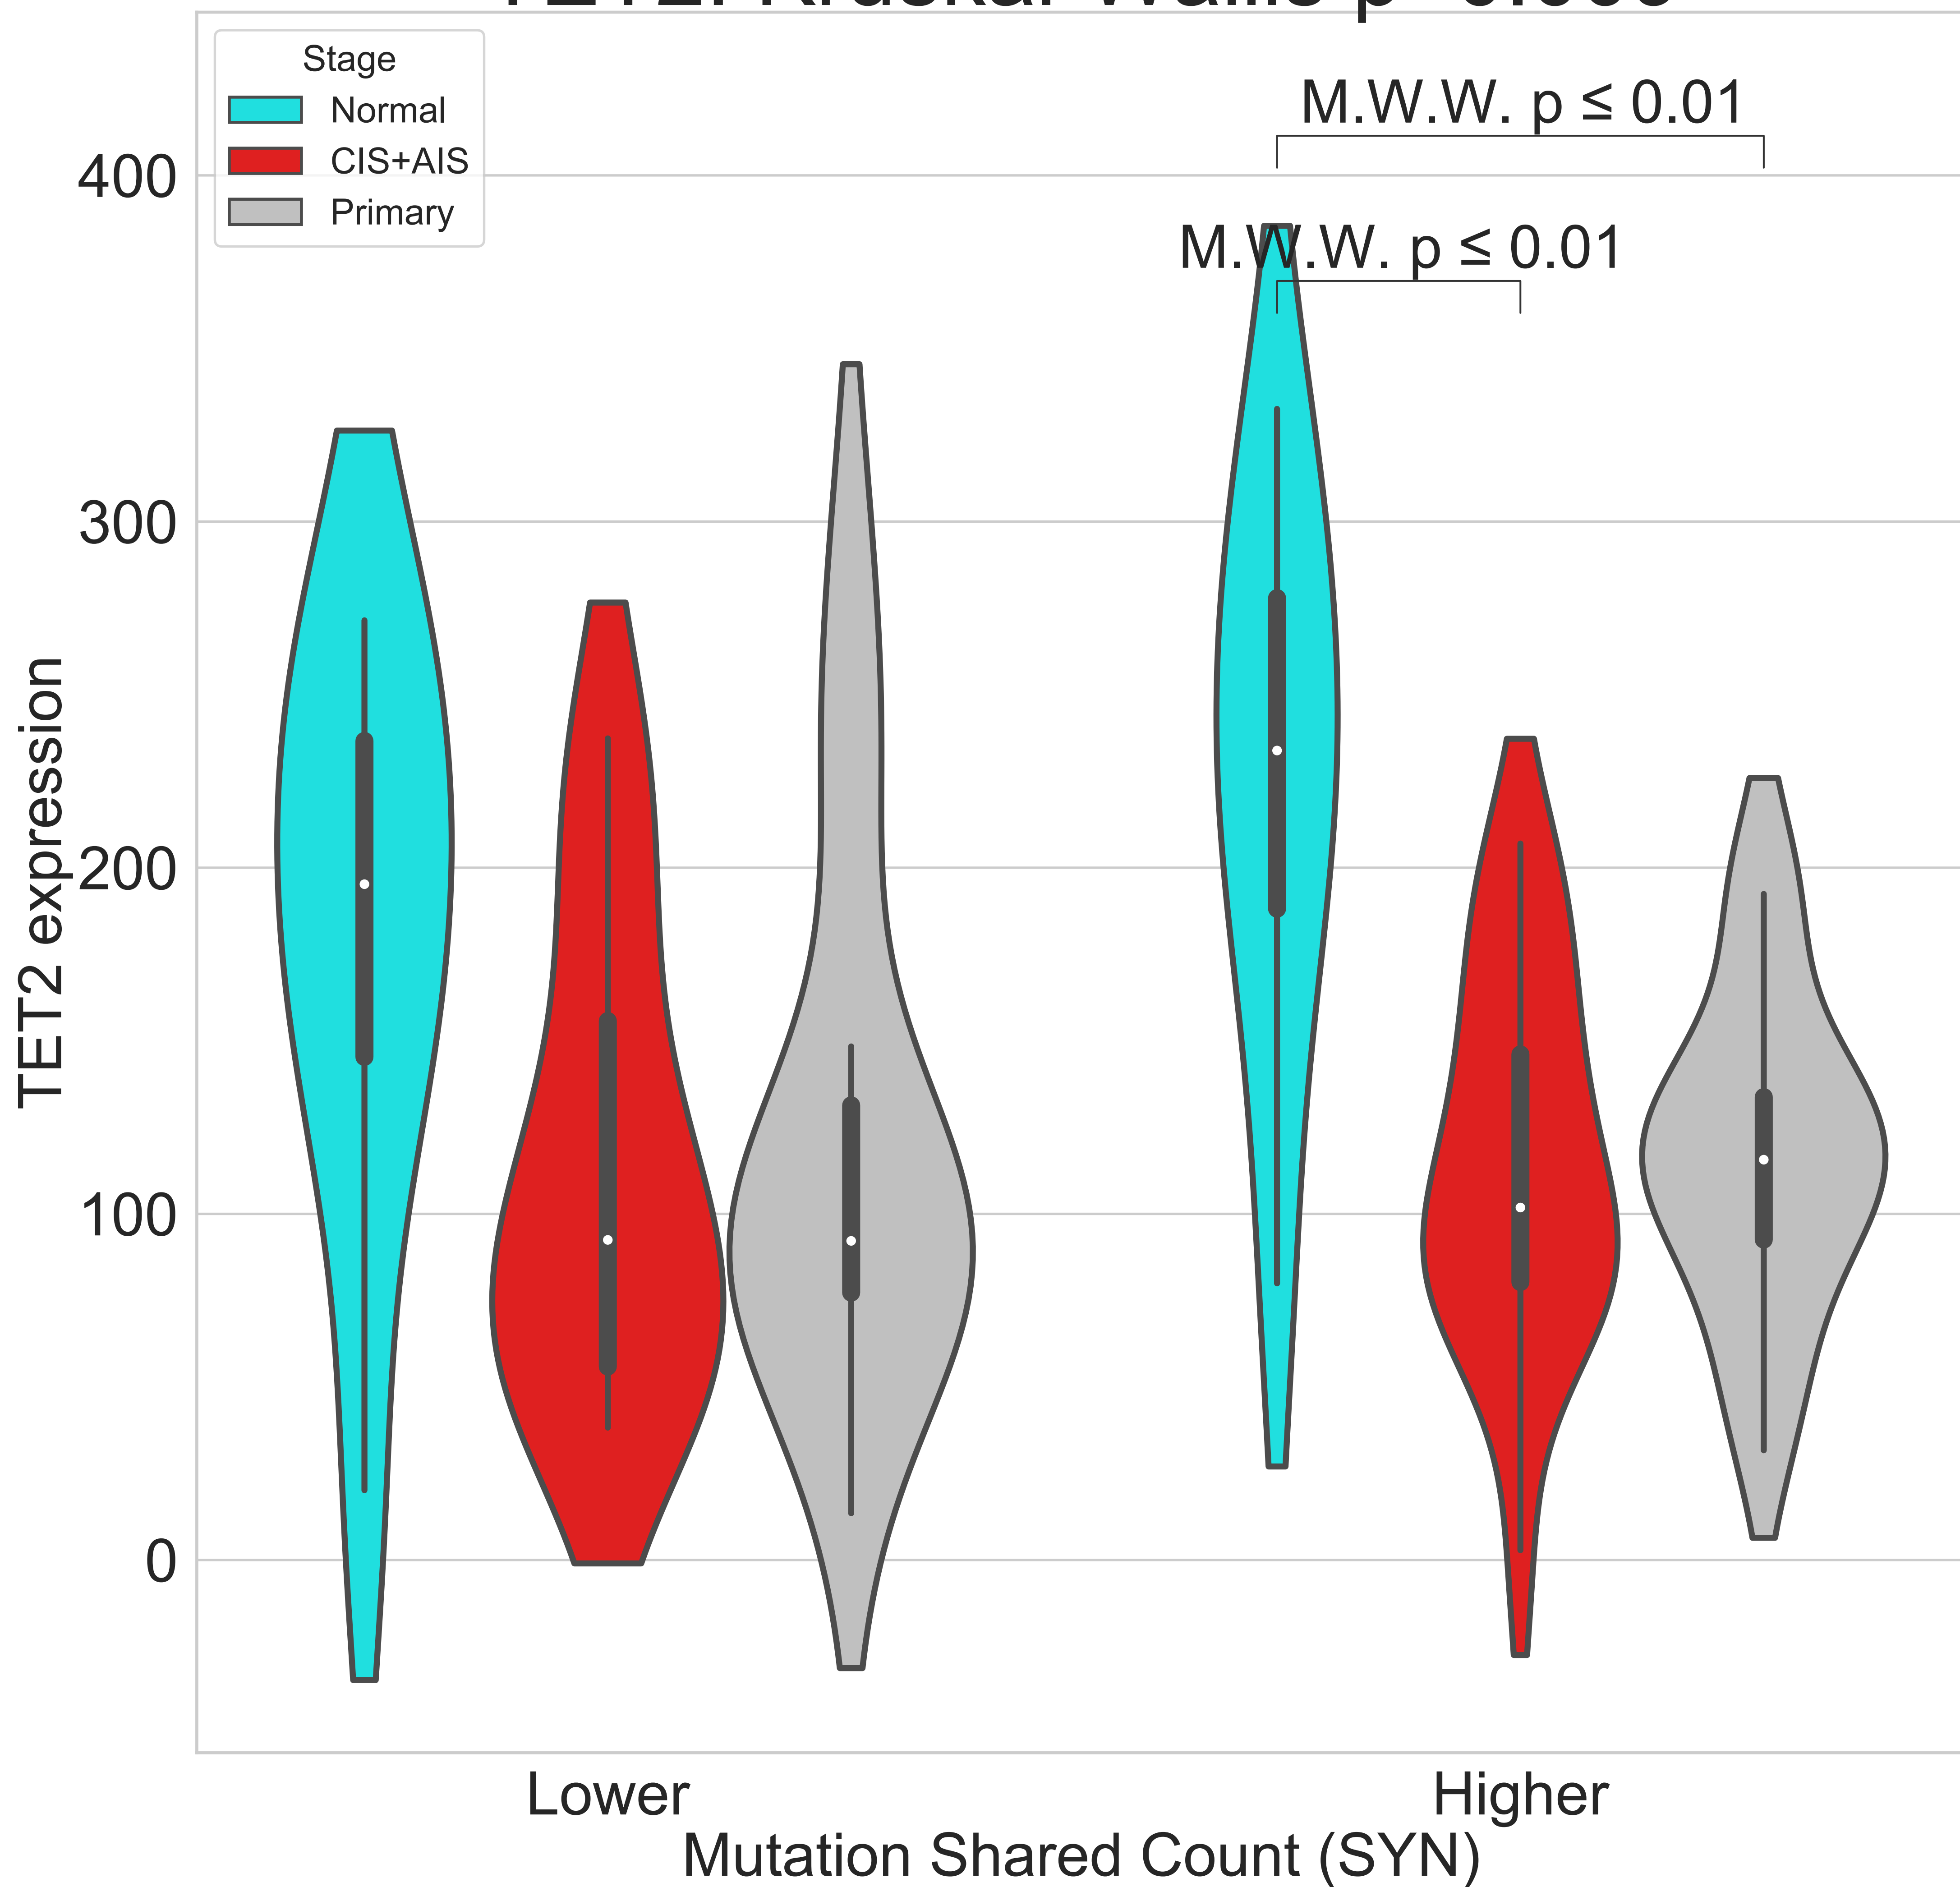 Stage
Normal
CIS+AIS
Primary
M.W.W. p ≤ 0.01
M.W.W. p ≤ 0.01
400
300
200
100
0
TET2 expression
Lower
Higher
Mutation Shared Count (SYN)